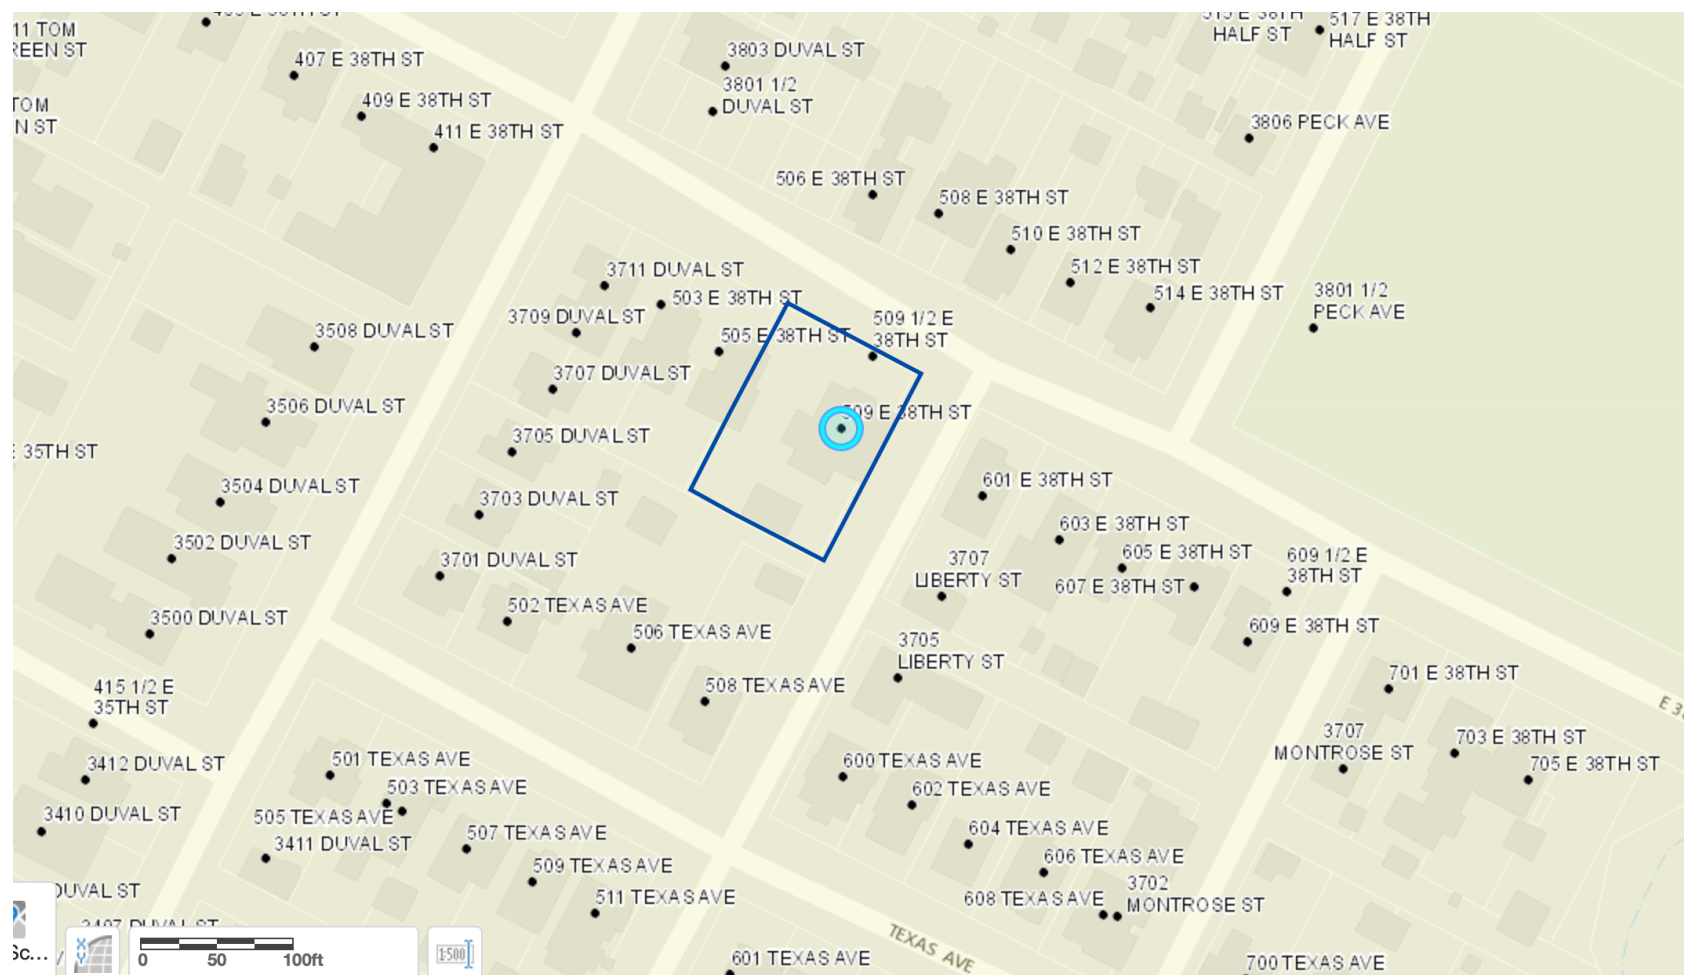 11 TOM
REEN ST
517 E 38TH
HALF ST
HALF ST
407 E 38TH ST
3803 DUVAL ST
3801 1/2
DUVAL ST
409 E 38TH ST
411 E 38TH ST
TOM
N ST
3806 PECK AVE
506 E 38TH ST
508 E 38TH ST
510 E 38TH ST
512 E 38TH ST
514 E 38TH ST
3801 1/2
PECK AVE
3711 DUVAL ST
503 E 38TH ST
3709 DUVAL ST
505 E 38TH ST
509 1/2 E
38TH ST
3508 DUVAL ST
3707 DUVAL ST
3506 DUVAL ST
509 E 38TH ST
3705 DUVAL ST
E 35TH ST
3504 DUVAL ST
3703 DUVAL ST
601 E 38TH ST
603 E 38TH ST
3502 DUVAL ST
3701 DUVAL ST
3707
LIBERTY ST
605 E 38TH ST
607 E 38TH ST
609 1/2 E
38TH ST
3500 DUVAL ST
502 TEXAS AVE
506 TEXAS AVE
609 E 38TH ST
3705
LIBERTY ST
415 1/2 E
35TH ST
508 TEXAS AVE
701 E 38TH ST
E 38
3707
MONTROSE ST
703 E 38TH ST
705 E 38TH ST
3412 DUVAL ST
501 TEXAS AVE
503 TEXAS AVE
505 TEXAS AVE
600 TEXAS AVE
602 TEXAS AVE
3410 DUVAL ST
3411 DUVAL ST
507 TEXAS AVE
604 TEXAS AVE
509 TEXAS AVE
606 TEXAS AVE
511 TEXAS AVE
608 TEXAS AVE
3702
MONTROSE ST
DUVAL ST
3407 DUVAL ST
TEXAS AVE
601 TEXAS AVE
700 TEXAS AVE
Sc...
X
Y
0 50 100ft
1:500